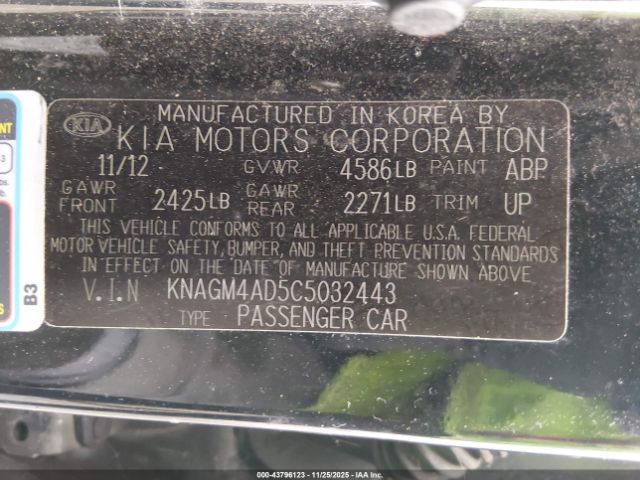 MANUFACTURED IN KOREA BY
KIA
KIA MOTORS CORPORATION
11/12 GVWR 4586LB PAINT ABP
GAWR FRONT 2425LB GAWR REAR 2271LB TRIM UP
THIS VEHICLE CONFORMS TO ALL APPLICABLE U.S.A. FEDERAL
MOTOR VEHICLE SAFETY, BUMPER, AND THEFT PREVENTION STANDARDS
IN EFFECT ON THE DATE OF MANUFACTURE SHOWN ABOVE
V.I.N KNAGM4AD5C5032443
TYPE PASSENGER CAR
B3
© Image - 43796123 - 11/25/2025 - IAA Inc.